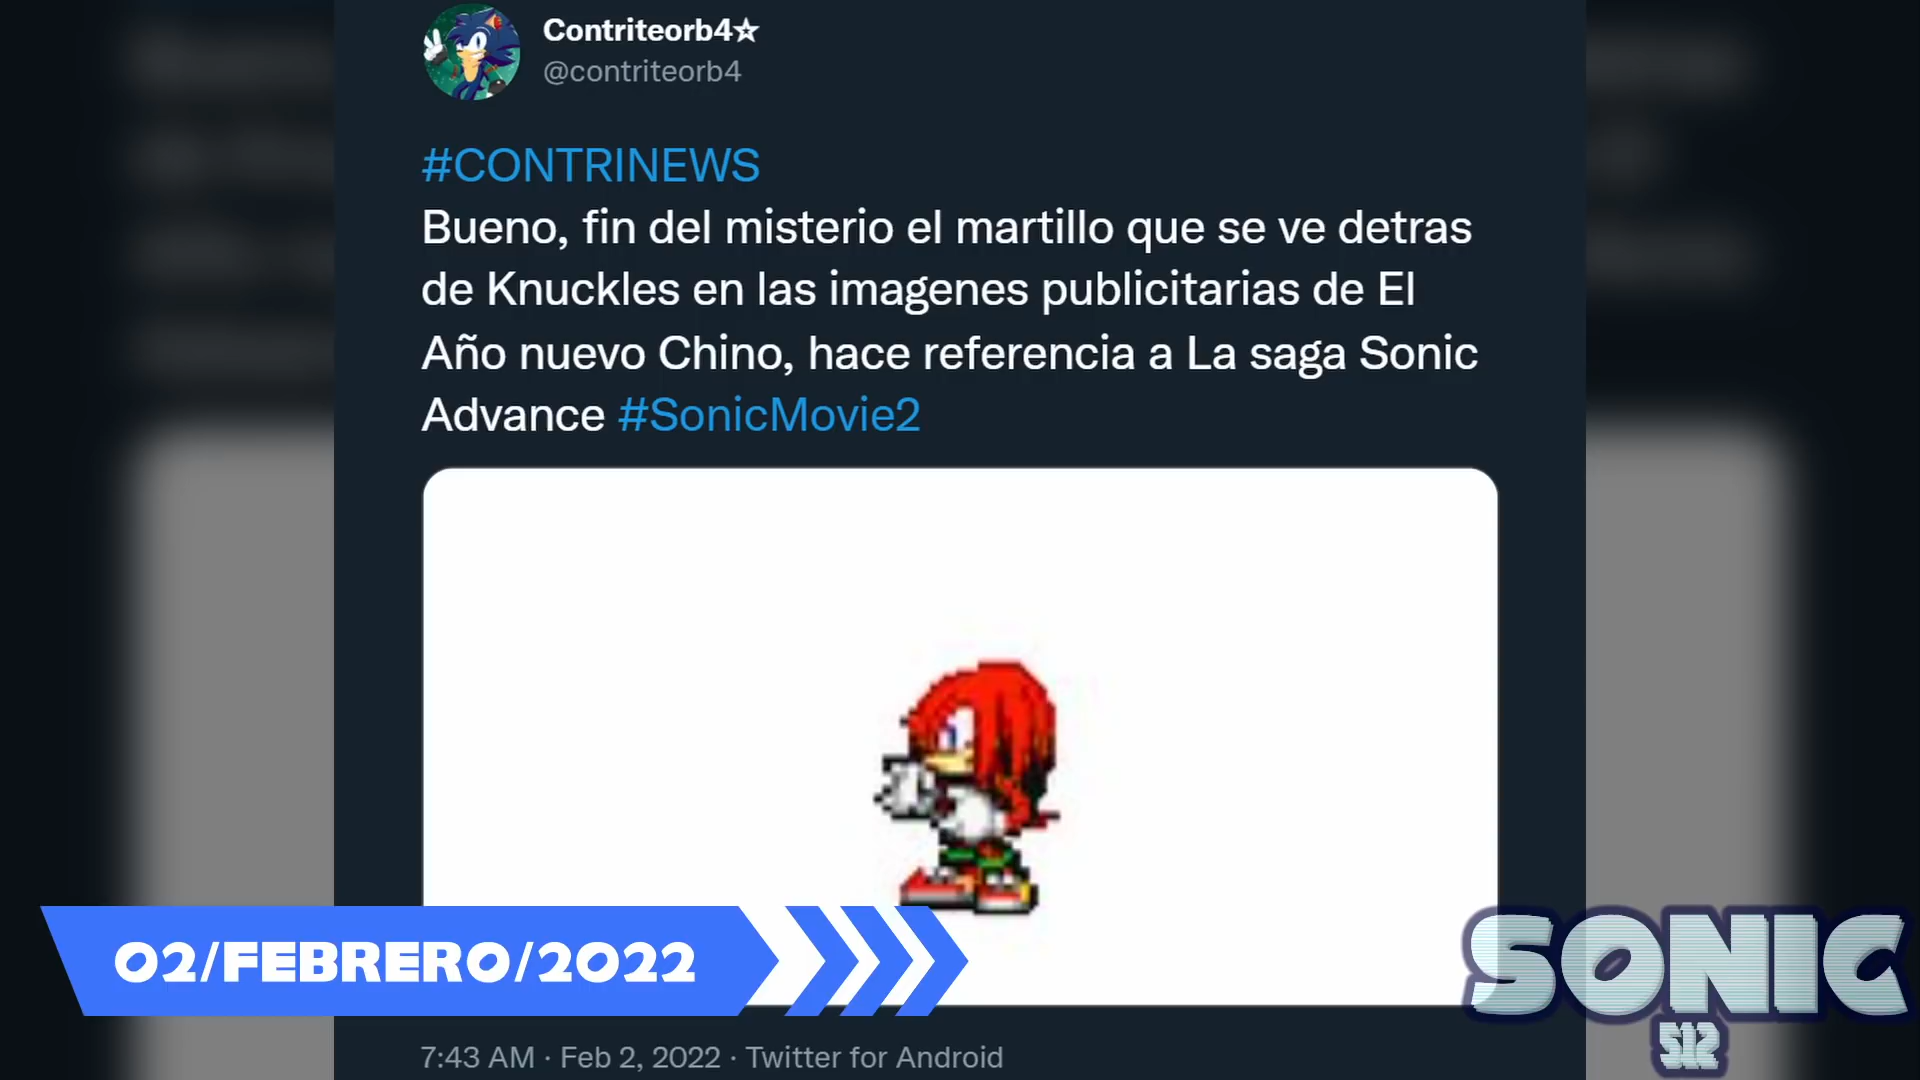 Contriteorb4☆
@contriteorb4
#CONTRINEWS
Bueno, fin del misterio el martillo que se ve detras
de Knuckles en las imagenes publicitarias de El
Año nuevo Chino, hace referencia a La saga Sonic
Advance #SonicMovie2
02/FEBRERO/2022
SONIC
512
7:43 AM · Feb 2, 2022 · Twitter for Android